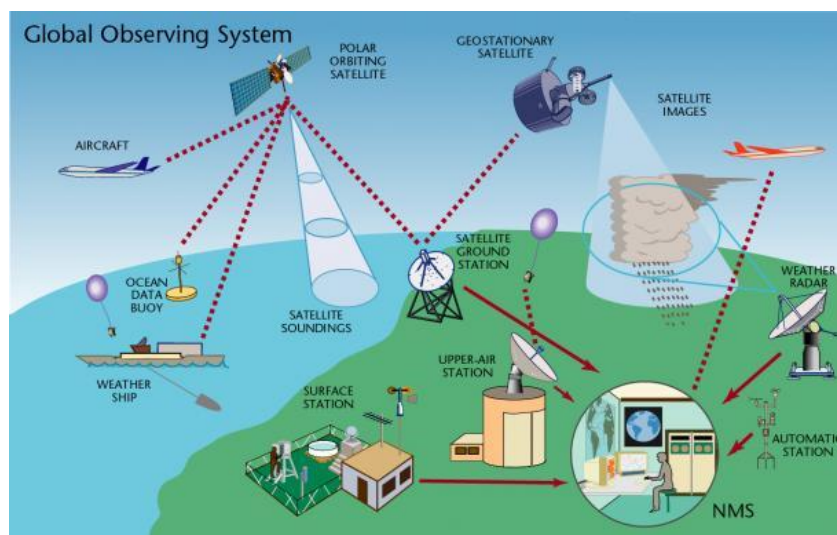 Global Observing System
POLAR
ORBITING
SATELLITE
GEOSTATIONARY
SATELLITE
SATELLITE
IMAGES
AIRCRAFT
OCEAN
DATA
BUOY
SATELLITE
SOUNDINGS
SATELLITE
GROUND
STATION
WEATHER
RADAR
WEATHER
SHIP
UPPER-AIR
STATION
SURFACE
STATION
AUTOMATIC
STATION
NMS